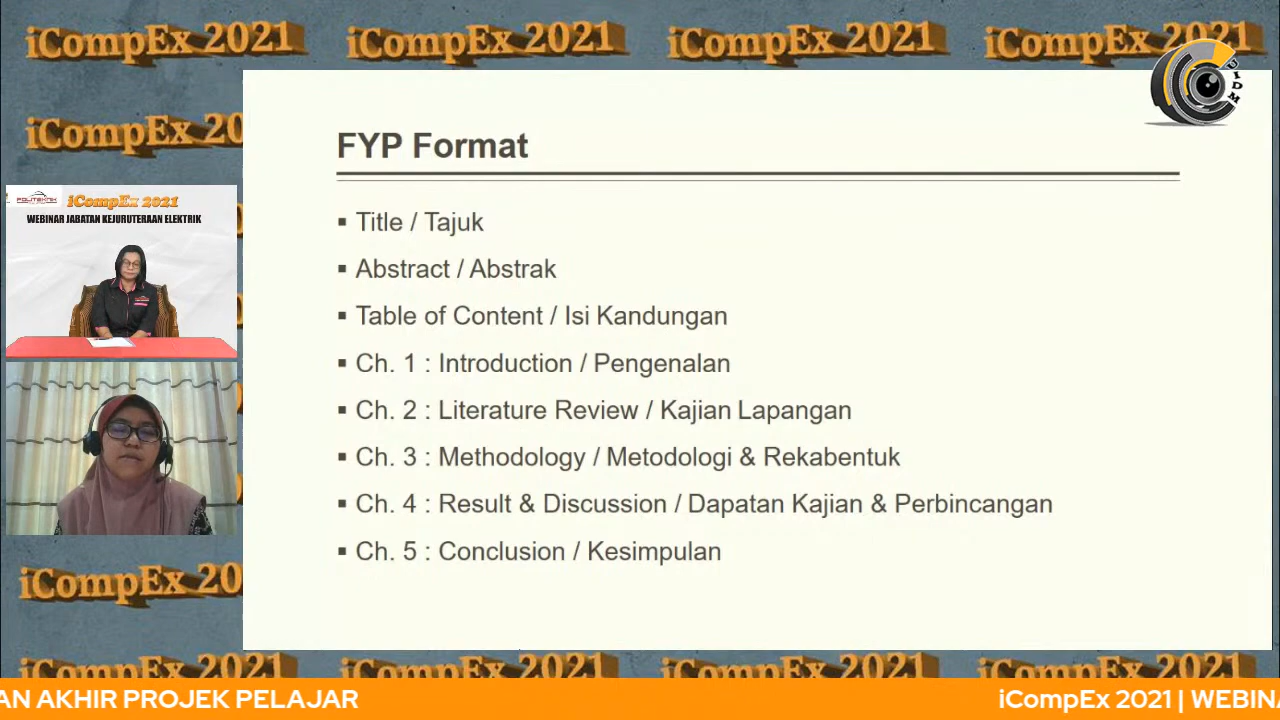 iCompEx 2021 iCompEx 2021 iCompEx 2021 iCompEx 2021
UIDM
iCompEx 20
POLITEKNIK
iCompEx 2021
WEBINAR JABATAN KEJURUTERAAN ELEKTRIK
FYP Format
▪ Title / Tajuk
▪ Abstract / Abstrak
▪ Table of Content / Isi Kandungan
▪ Ch. 1 : Introduction / Pengenalan
▪ Ch. 2 : Literature Review / Kajian Lapangan
▪ Ch. 3 : Methodology / Metodologi & Rekabentuk
▪ Ch. 4 : Result & Discussion / Dapatan Kajian & Perbincangan
▪ Ch. 5 : Conclusion / Kesimpulan
iCompEx 20
iCompEx 2021 iCompEx 2021 iCompEx 2021 iCompEx 2021
AN AKHIR PROJEK PELAJAR iCompEx 2021 | WEBINA